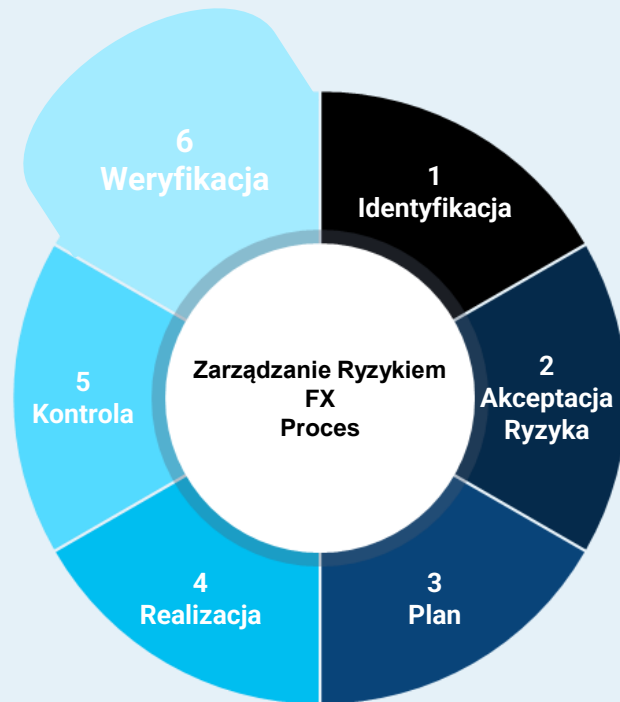 6
Weryfikacja
1
Identyfikacja
2
Akceptacja
Ryzyka
3
Plan
4
Realizacja
5
Kontrola
Zarządzanie Ryzykiem
FX
Proces